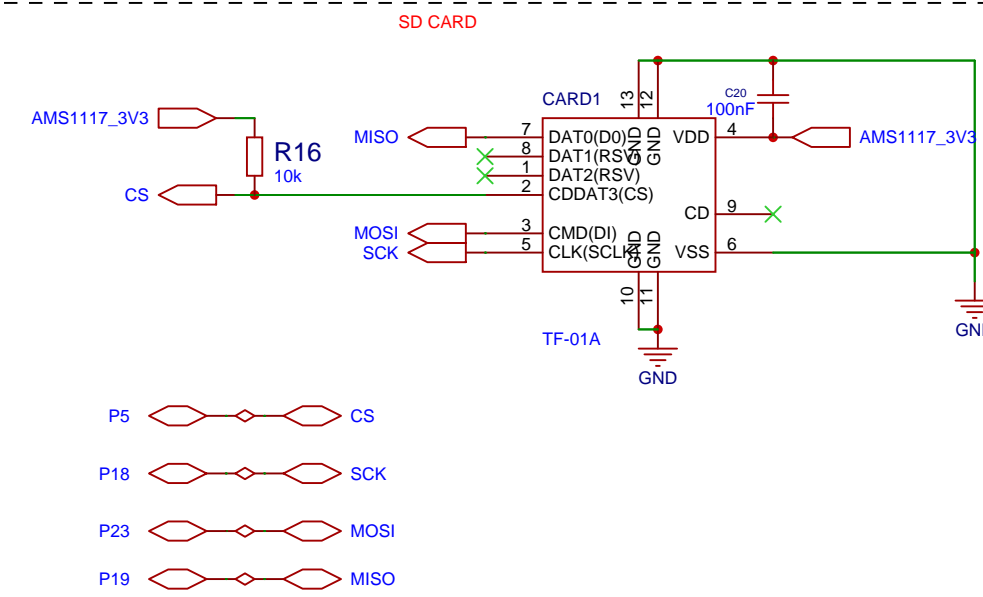 SD CARD
AMS1117_3V3
R16
10k
CS
MISO
MOSI
SCK
CARD1
13
12
7
8
1
2
3
5
DAT0(D0)
DAT1(RSV)
DAT2(RSV)
CDDAT3(CS)
CMD(DI)
CLK(SCLK)
GND
GND
GND
GND
VDD
CD
VSS
4
9
6
10
11
TF-01A
GND
C20
100nF
AMS1117_3V3
GND
P5
CS
P18
SCK
P23
MOSI
P19
MISO